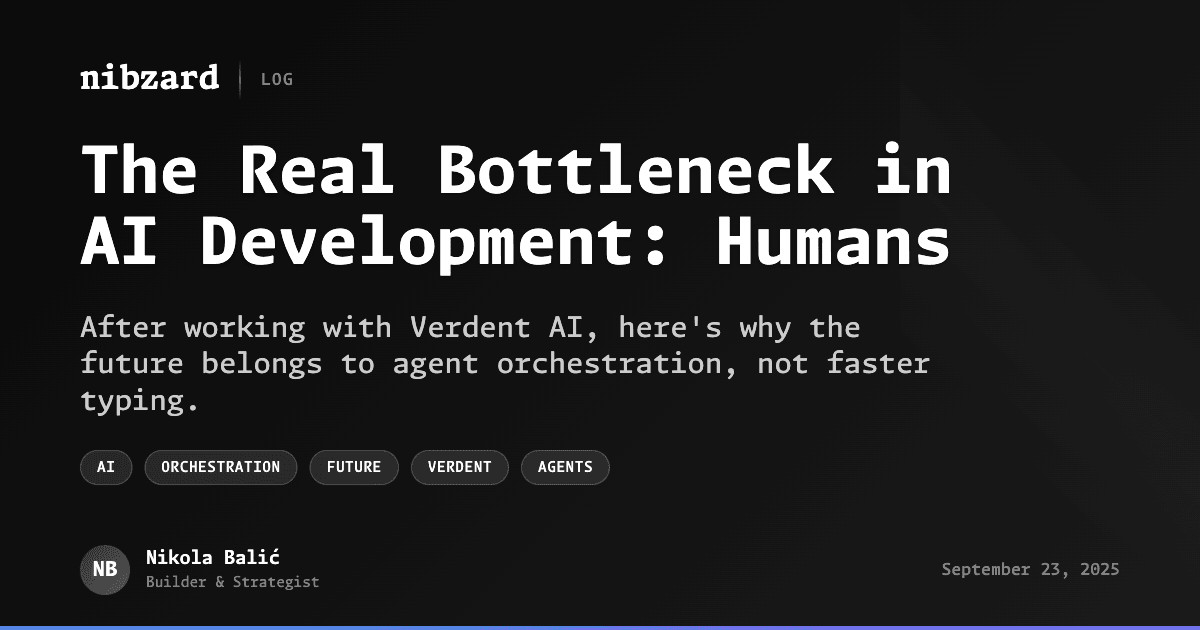 nibzard
LOG
The Real Bottleneck in
AI Development: Humans
After working with Verdent AI, here's why the
future belongs to agent orchestration, not faster
typing.
AI
ORCHESTRATION
FUTURE
VERDENT
AGENTS
NB
Nikola Balić
Builder & Strategist
September 23, 2025